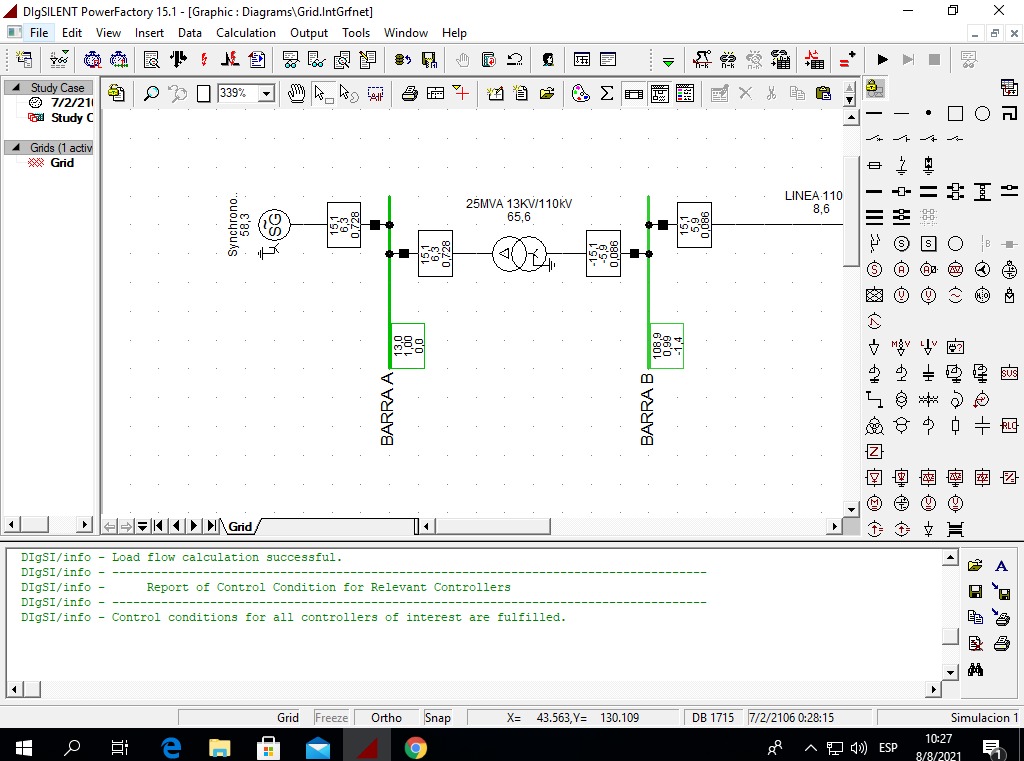 DIgSILENT PowerFactory 15.1 - [Graphic : Diagrams\Grid.IntGrfnet]
File Edit View Insert Data Calculation Output Tools Window Help
Study Case
7/2/210
Study C
Grids (1 activ
Grid
339%
Synchrono..
58,3
SG
15,1
6,3
0,728
15,1
6,3
0,728
25MVA 13KV/110kV
65,6
-15,1
-5,9
0,086
15,1
5,9
0,086
LINEA 110
8,6
13,0
1,00
0,0
108,9
0,99
-1,4
BARRA A
BARRA B
Grid
SVS
RLC
DIgSI/info - Load flow calculation successful.
DIgSI/info - -------------------------------------------------------------------------------------
DIgSI/info - Report of Control Condition for Relevant Controllers
DIgSI/info - -------------------------------------------------------------------------------------
DIgSI/info - Control conditions for all controllers of interest are fulfilled.
Grid Freeze Ortho Snap X= 43.563,Y= 130.109 DB 1715 7/2/2106 0:28:15 Simulacion 1
ESP
10:27
8/8/2021
1